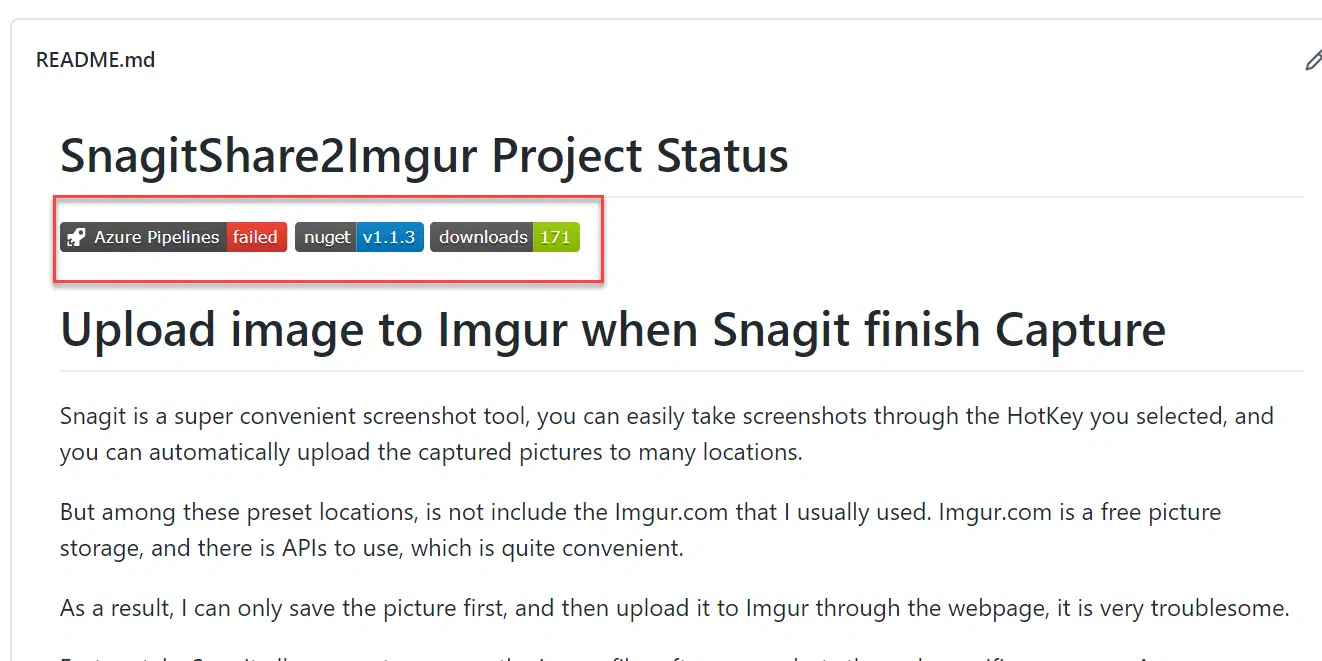 README.md
SnagitShare2Imgur Project Status
Azure Pipelines failed nuget v1.1.3 downloads 171
Upload image to Imgur when Snagit finish Capture
Snagit is a super convenient screenshot tool, you can easily take screenshots through the HotKey you selected, and
you can automatically upload the captured pictures to many locations.
But among these preset locations, is not include the Imgur.com that I usually used. Imgur.com is a free picture
storage, and there is APIs to use, which is quite convenient.
As a result, I can only save the picture first, and then upload it to Imgur through the webpage, it is very troublesome.